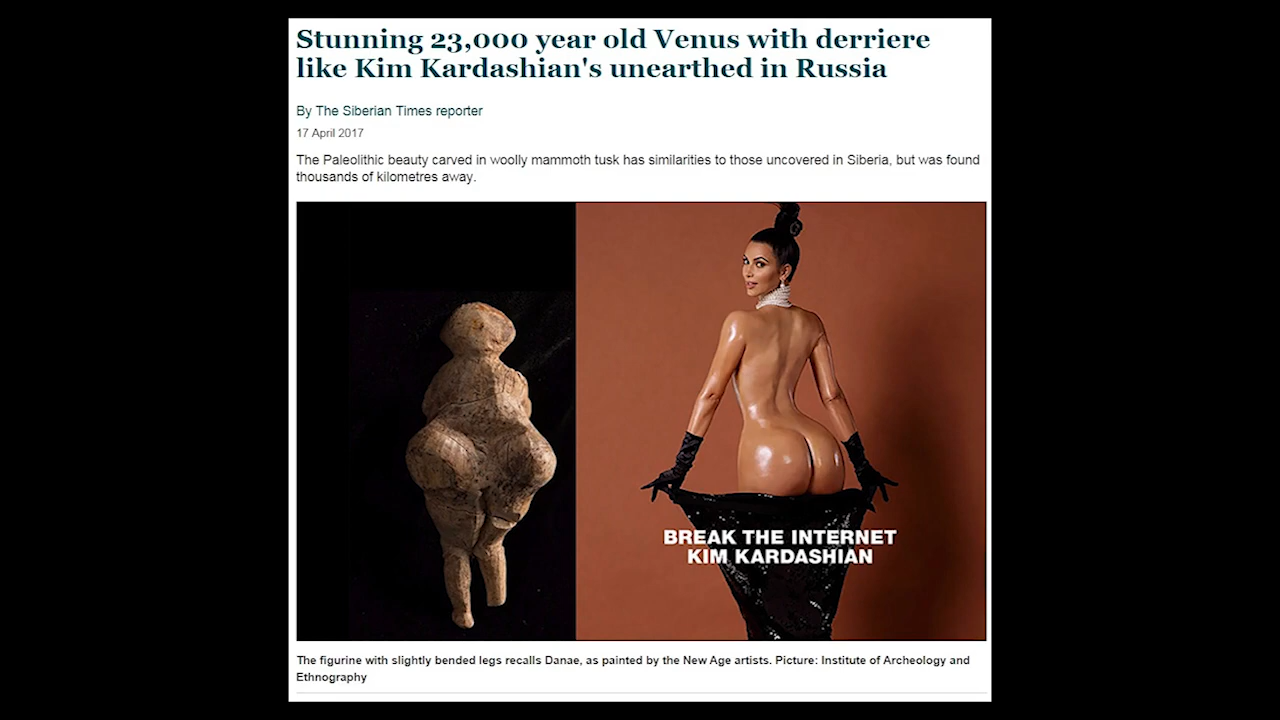 Stunning 23,000 year old Venus with derriere
like Kim Kardashian's unearthed in Russia
By The Siberian Times reporter
17 April 2017
The Paleolithic beauty carved in woolly mammoth tusk has similarities to those uncovered in Siberia, but was found
thousands of kilometres away.
BREAK THE INTERNET
KIM KARDASHIAN
The figurine with slightly bended legs recalls Danae, as painted by the New Age artists. Picture: Institute of Archeology and
Ethnography